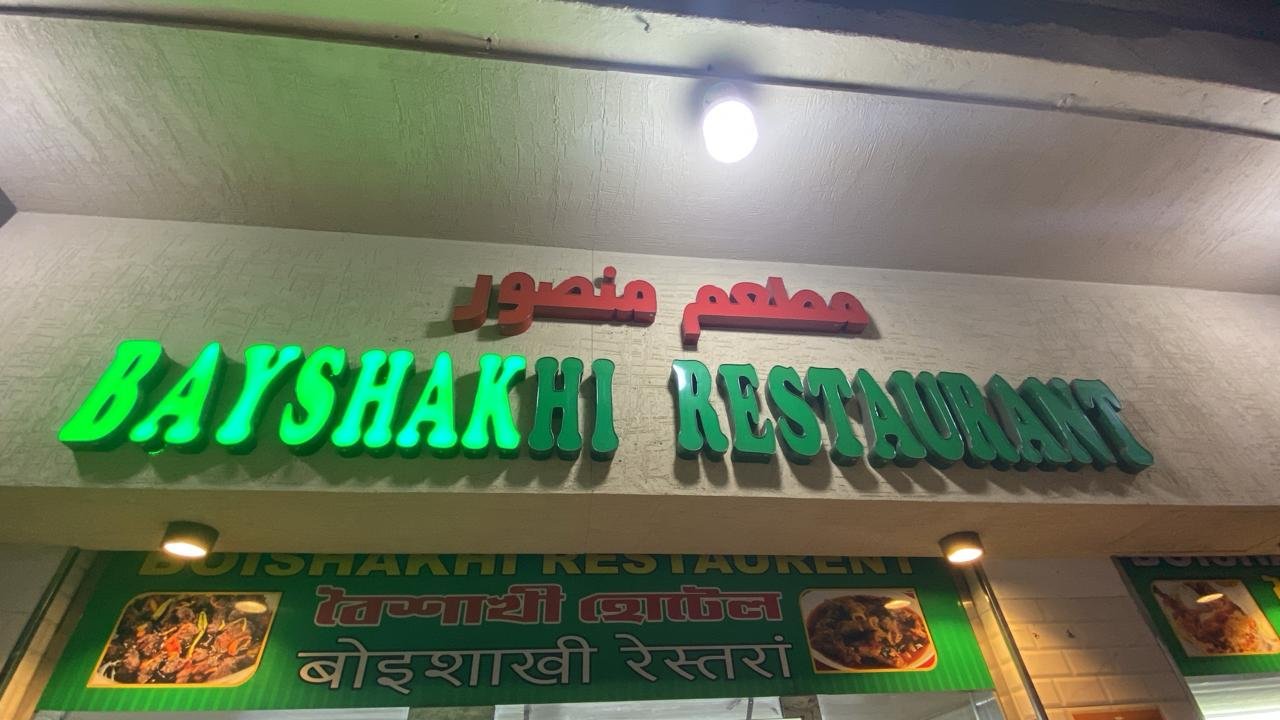 مطعم منصور
BAYSHAKHI RESTAURANT
BOISHAKHI RESTAURENT
বৈশাখী হোটেল
बोइशाखी रेस्तरां